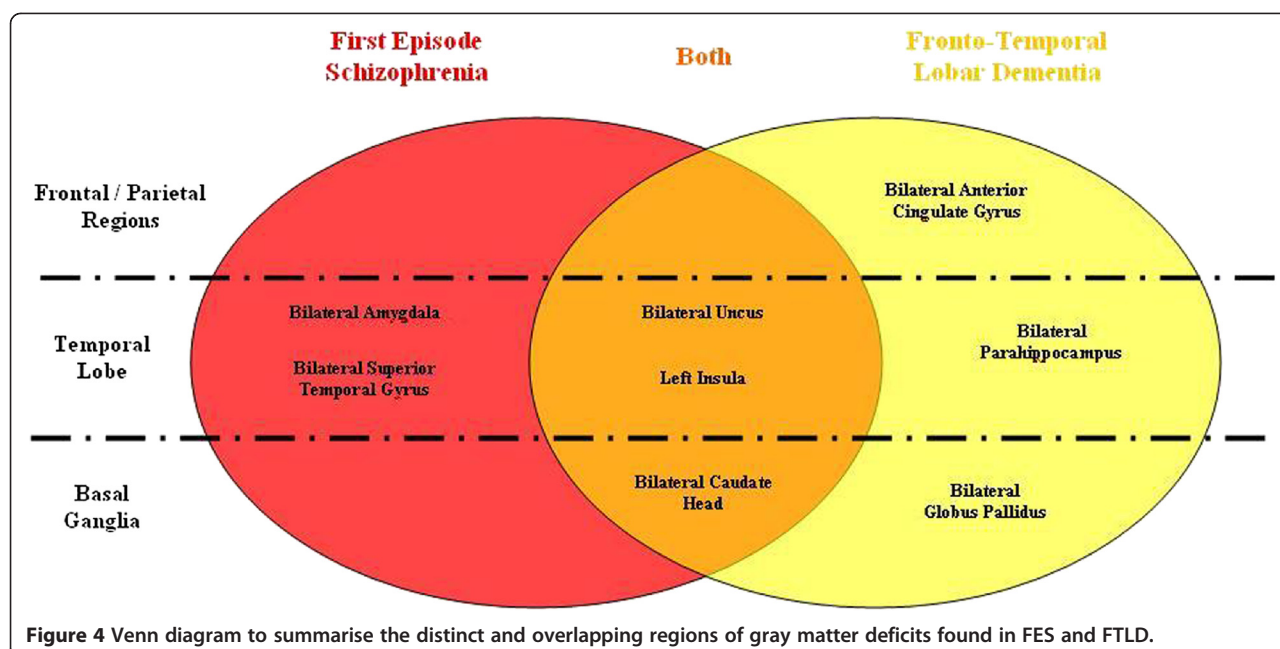 First Episode
Schizophrenia
Both
Fronto-Temporal
Lobar Dementia
Frontal / Parietal
Regions
Bilateral Anterior
Cingulate Gyrus
Temporal
Lobe
Bilateral Amygdala
Bilateral Superior
Temporal Gyrus
Bilateral Uncus
Left Insula
Bilateral
Parahippocampus
Basal
Ganglia
Bilateral Caudate
Head
Bilateral
Globus Pallidus
Figure 4 Venn diagram to summarise the distinct and overlapping regions of gray matter deficits found in FES and FTLD.